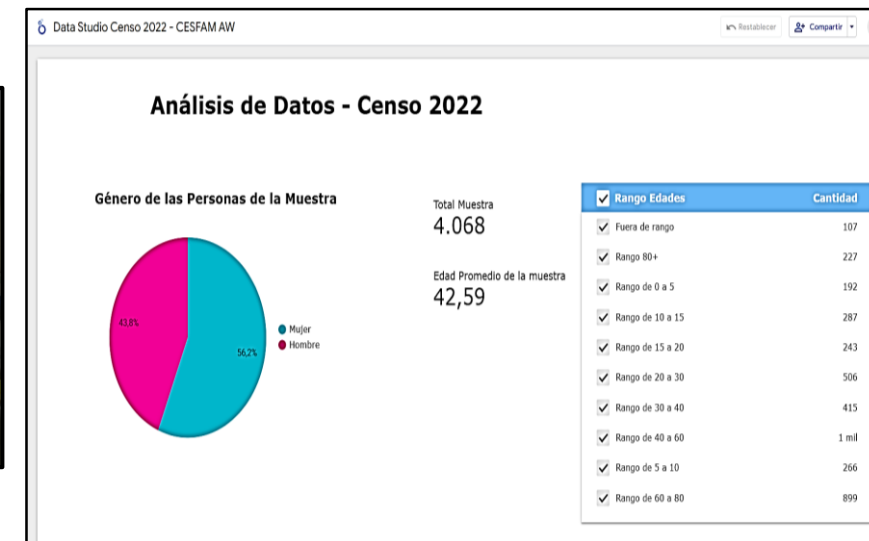 Data Studio Censo 2022 - CESFAM AW
Restablecer
Compartir
Análisis de Datos - Censo 2022
Género de las Personas de la Muestra
43,8%
56,2%
Mujer
Hombre
Total Muestra
4.068
Edad Promedio de la muestra
42,59
Rango Edades Cantidad
Fuera de rango 107
Rango 80+ 227
Rango de 0 a 5 192
Rango de 10 a 15 287
Rango de 15 a 20 243
Rango de 20 a 30 506
Rango de 30 a 40 415
Rango de 40 a 60 1 mil
Rango de 5 a 10 266
Rango de 60 a 80 899